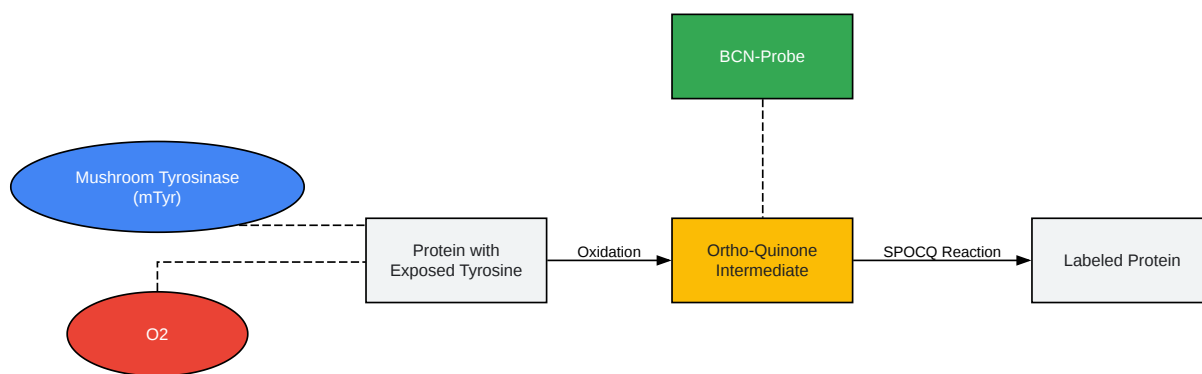 BCN-Probe
Mushroom Tyrosinase
(mTyr)
Protein with
Exposed Tyrosine
Oxidation
Ortho-Quinone
Intermediate
SPOCQ Reaction
Labeled Protein
O2